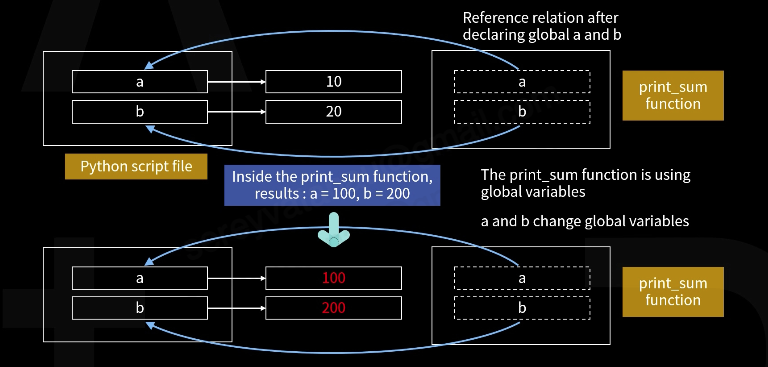 Reference relation after
declaring global a and b
a
10
a
b
20
b
print_sum
function
Python script file
Inside the print_sum function,
results : a = 100, b = 200
The print_sum function is using
global variables
a and b change global variables
a
100
a
b
200
b
print_sum
function